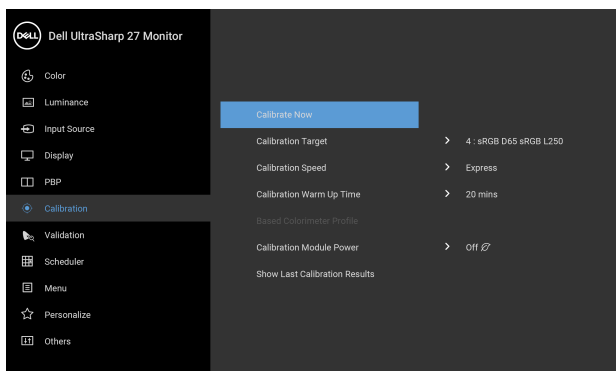 DELL Dell UltraSharp 27 Monitor
Color
Luminance
Input Source
Display
PBP
Calibration
Validation
Scheduler
Menu
Personalize
Others
Calibrate Now
Calibration Target 4 : sRGB D65 sRGB L250
Calibration Speed Express
Calibration Warm Up Time 20 mins
Based Colorimeter Profile
Calibration Module Power Off
Show Last Calibration Results